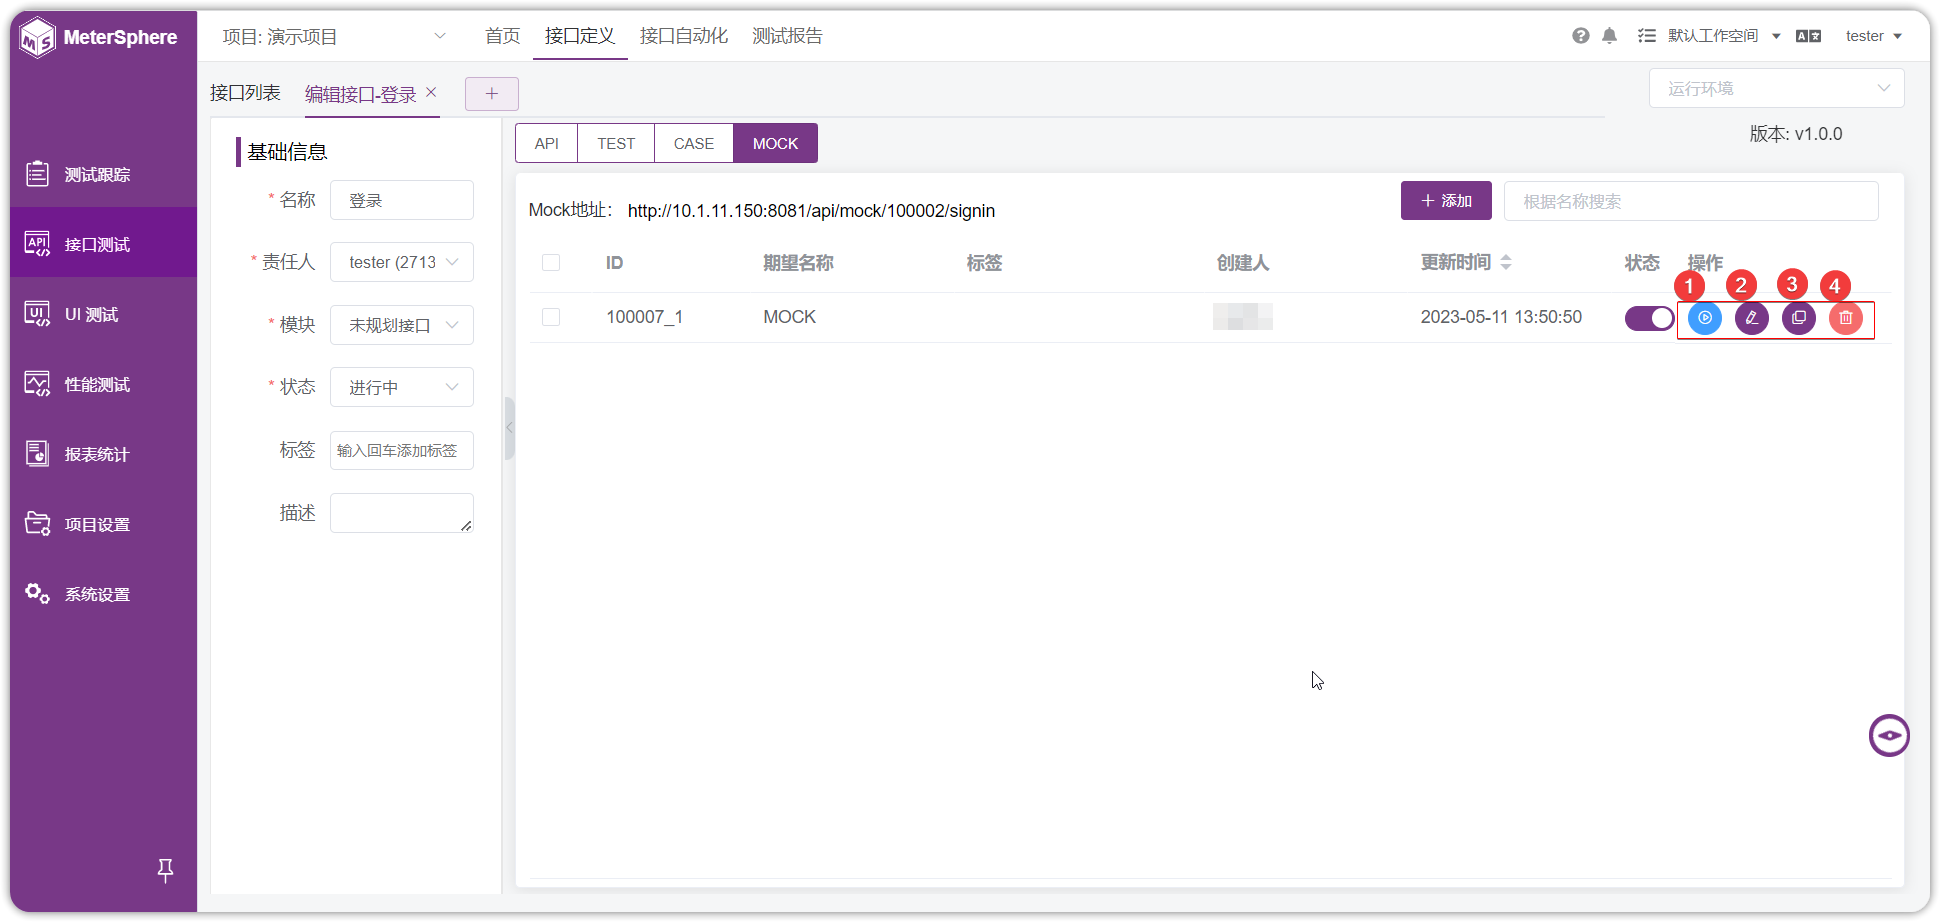 MeterSphere
项目: 演示项目
首页
接口定义
接口自动化
测试报告
默认工作空间
tester
接口列表
编辑接口-登录
运行环境
版本: v1.0.0
测试跟踪
接口测试
UI 测试
性能测试
报表统计
项目设置
系统设置
基础信息
* 名称 登录
* 责任人 tester (2713
* 模块 未规划接口
* 状态 进行中
标签 输入回车添加标签
描述
API TEST CASE MOCK
Mock地址: http://10.1.11.150:8081/api/mock/100002/signin
添加
根据名称搜索
ID 期望名称 标签 创建人 更新时间 状态 操作
1 2 3 4
100007_1 MOCK 2023-05-11 13:50:50